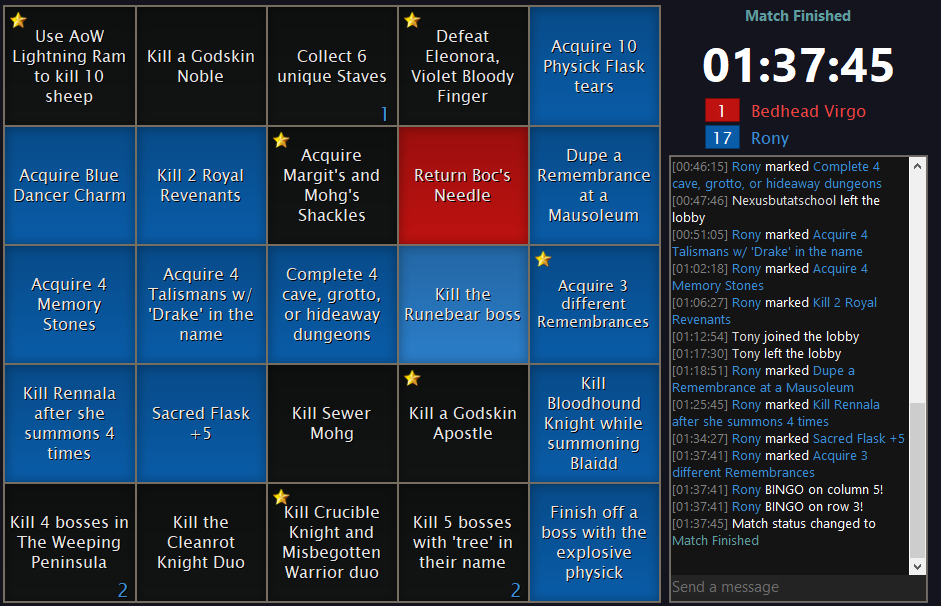 Use AoW
Lightning Ram
to kill 10
sheep
Kill a Godskin
Noble
Collect 6
unique Staves
1
Defeat
Eleonora,
Violet Bloody
Finger
Acquire 10
Physick Flask
tears
Acquire Blue
Dancer Charm
Kill 2 Royal
Revenants
Acquire
Margit's and
Mohg's
Shackles
Return Boc's
Needle
Dupe a
Remembrance
at a
Mausoleum
Acquire 4
Memory
Stones
Acquire 4
Talismans w/
'Drake' in the
name
Complete 4
cave, grotto,
or hideaway
dungeons
Kill the
Runebear boss
Acquire 3
different
Remembrances
Kill Rennala
after she
summons 4
times
Sacred Flask
+5
Kill Sewer
Mohg
Kill a Godskin
Apostle
Kill
Bloodhound
Knight while
summoning
Blaidd
Kill 4 bosses in
The Weeping
Peninsula
2
Kill the
Cleanrot
Knight Duo
Kill Crucible
Knight and
Misbegotten
Warrior duo
Kill 5 bosses
with 'tree' in
their name
2
Finish off a
boss with the
explosive
physick
Match Finished
01:37:45
1 Bedhead Virgo
17 Rony
[00:46:15] Rony marked Complete 4
cave, grotto, or hideaway dungeons
[00:47:46] Nexusbutatschool left the
lobby
[00:51:05] Rony marked Acquire 4
Talismans w/ 'Drake' in the name
[01:02:18] Rony marked Acquire 4
Memory Stones
[01:06:27] Rony marked Kill 2 Royal
Revenants
[01:12:54] Tony joined the lobby
[01:17:30] Tony left the lobby
[01:18:51] Rony marked Dupe a
Remembrance at a Mausoleum
[01:25:45] Rony marked Kill Rennala
after she summons 4 times
[01:34:27] Rony marked Sacred Flask +5
[01:37:41] Rony marked Acquire 3
different Remembrances
[01:37:41] Rony BINGO on column 5!
[01:37:41] Rony BINGO on row 3!
[01:37:45] Match status changed to
Match Finished
Send a message